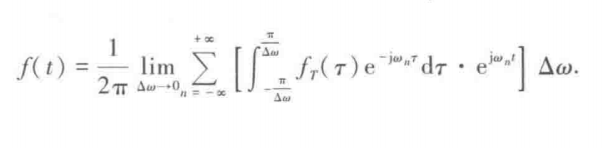 f(t) = \frac{1}{2\pi} \lim_{\Delta\omega \to 0} \sum_{n=-\infty}^{+\infty} \left[ \int_{-\frac{\pi}{\Delta\omega}}^{\frac{\pi}{\Delta\omega}} f_T(\tau) e^{-j\omega_n \tau} d\tau \cdot e^{j\omega_n t} \right] \Delta\omega.